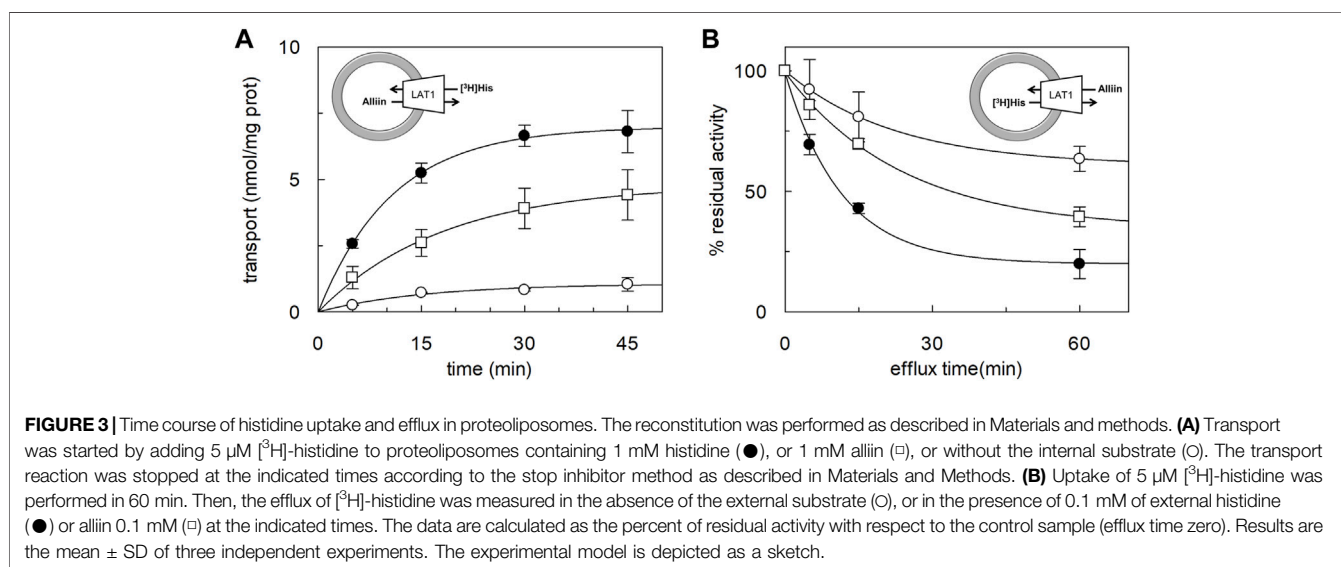 A
10
5
0
transport (nmol/mg prot)
0 15 30 45
time (min)
[³H]His
LAT1
Alliin
B
100
50
0
% residual activity
0 30 60
efflux time(min)
Alliin
LAT1
[³H]His
FIGURE 3 | Time course of histidine uptake and efflux in proteoliposomes. The reconstitution was performed as described in Materials and methods. (A) Transport
was started by adding 5 µM [³H]-histidine to proteoliposomes containing 1 mM histidine (●), or 1 mM alliin (□), or without the internal substrate (O). The transport
reaction was stopped at the indicated times according to the stop inhibitor method as described in Materials and Methods. (B) Uptake of 5 µM [³H]-histidine was
performed in 60 min. Then, the efflux of [³H]-histidine was measured in the absence of the external substrate (O), or in the presence of 0.1 mM of external histidine
(●) or alliin 0.1 mM (□) at the indicated times. The data are calculated as the percent of residual activity with respect to the control sample (efflux time zero). Results are
the mean ± SD of three independent experiments. The experimental model is depicted as a sketch.